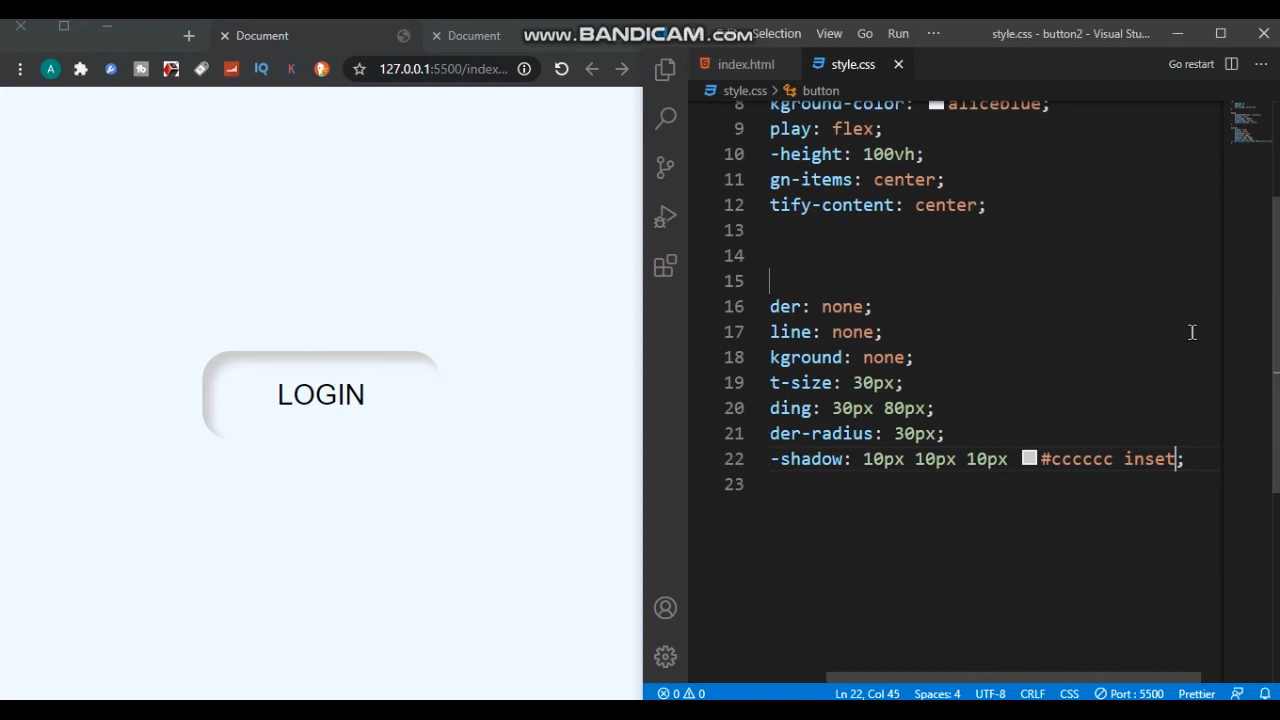 Document
Document
www.BANDICAM.com
Selection View Go Run ··· style.css - button2 - Visual Stu...
A IQ K 127.0.0.1:5500/index...
index.html style.css Go restart
style.css > button
8 kground-color: aliceblue;
9 play: flex;
10 -height: 100vh;
11 gn-items: center;
12 tify-content: center;
13
14
15
16 der: none;
17 line: none;
18 kground: none;
19 t-size: 30px;
20 ding: 30px 80px;
21 der-radius: 30px;
22 -shadow: 10px 10px 10px #cccccc inset;
23
LOGIN
0 0 Ln 22, Col 45 Spaces: 4 UTF-8 CRLF CSS Port : 5500 Prettier